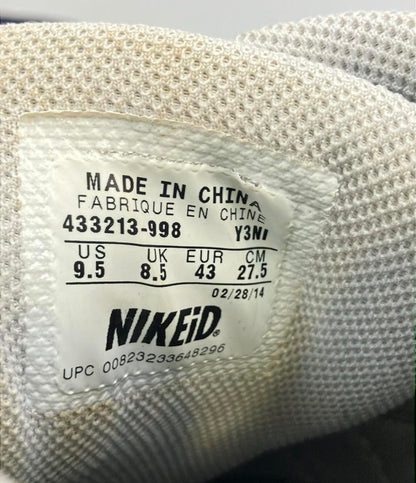 MADE IN CHINA
FABRIQUE EN CHINE
433213-998 Y3NI
US UK EUR CM
9.5 8.5 43 27.5
02/28/14
NIKEiD®
UPC 00823233648296